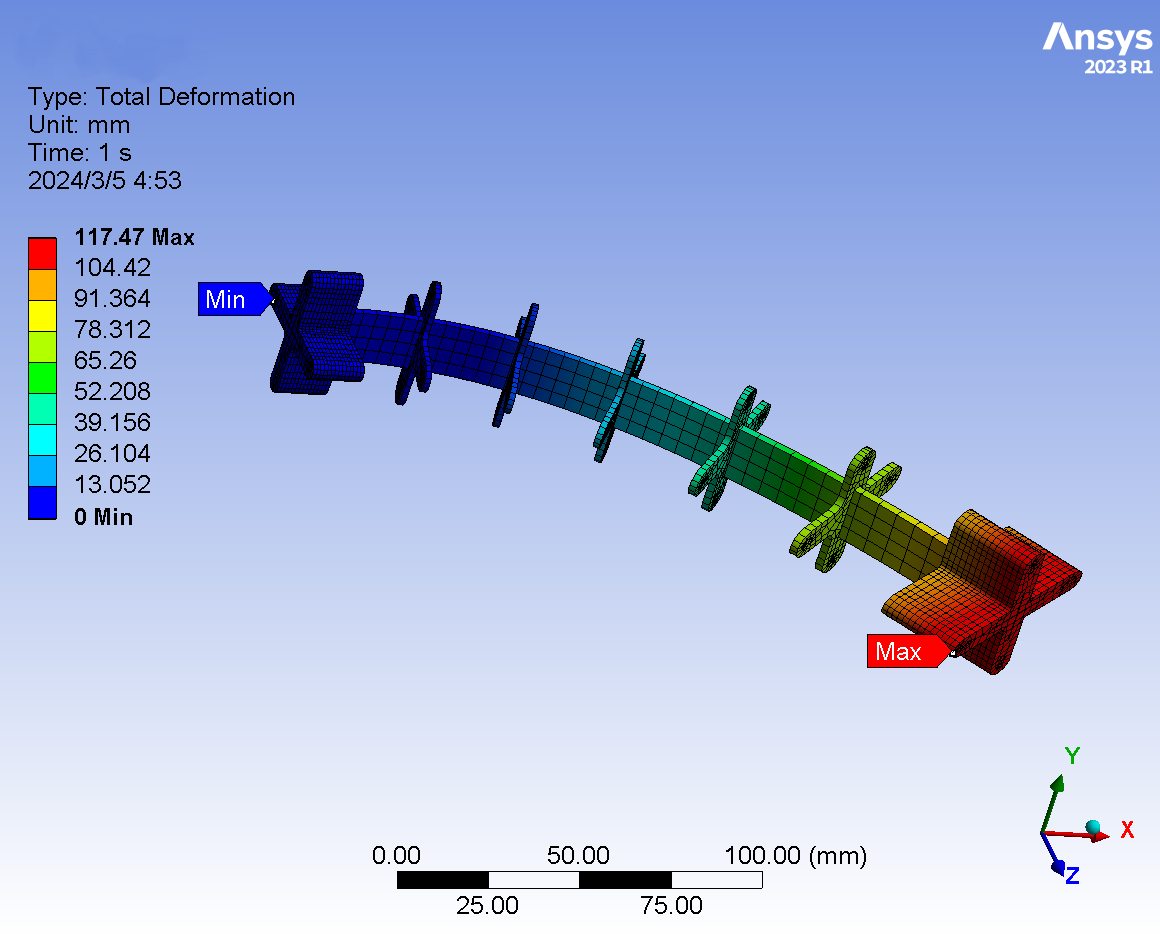 Ansys
2023 R1
Type: Total Deformation
Unit: mm
Time: 1 s
2024/3/5 4:53
117.47 Max
104.42
91.364
78.312
65.26
52.208
39.156
26.104
13.052
0 Min
Min
Max
Y
X
Z
0.00 50.00 100.00 (mm)
25.00 75.00